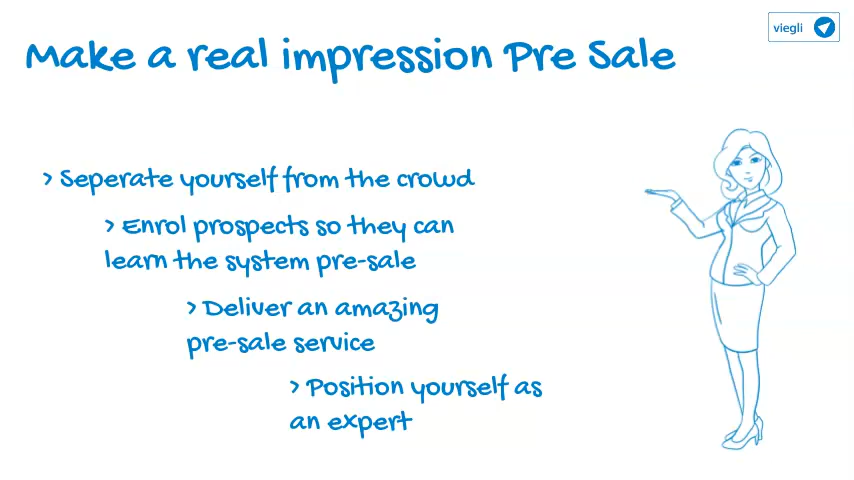 viegli
Make a real impression Pre Sale
> Seperate yourself from the crowd
> Enrol prospects so they can
learn the system pre-sale
> Deliver an amazing
pre-sale service
> Position yourself as
an expert